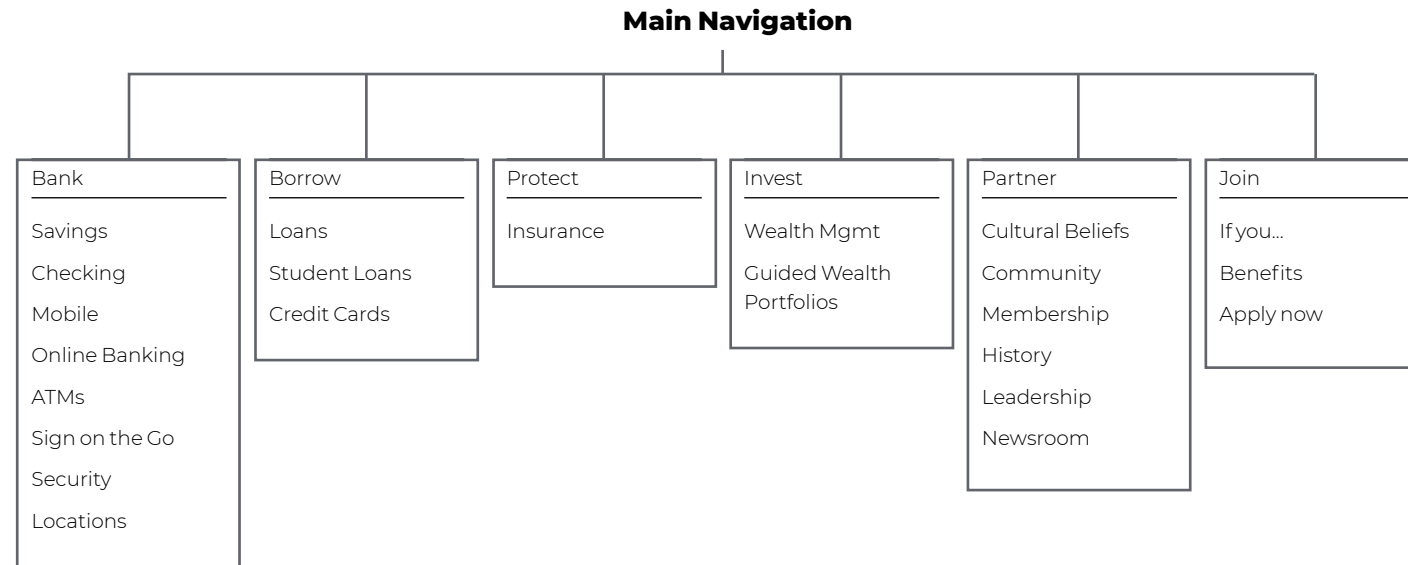 Main Navigation
Bank
Savings
Checking
Mobile
Online Banking
ATMs
Sign on the Go
Security
Locations
Borrow
Loans
Student Loans
Credit Cards
Protect
Insurance
Invest
Wealth Mgmt
Guided Wealth
Portfolios
Partner
Cultural Beliefs
Community
Membership
History
Leadership
Newsroom
Join
If you...
Benefits
Apply now